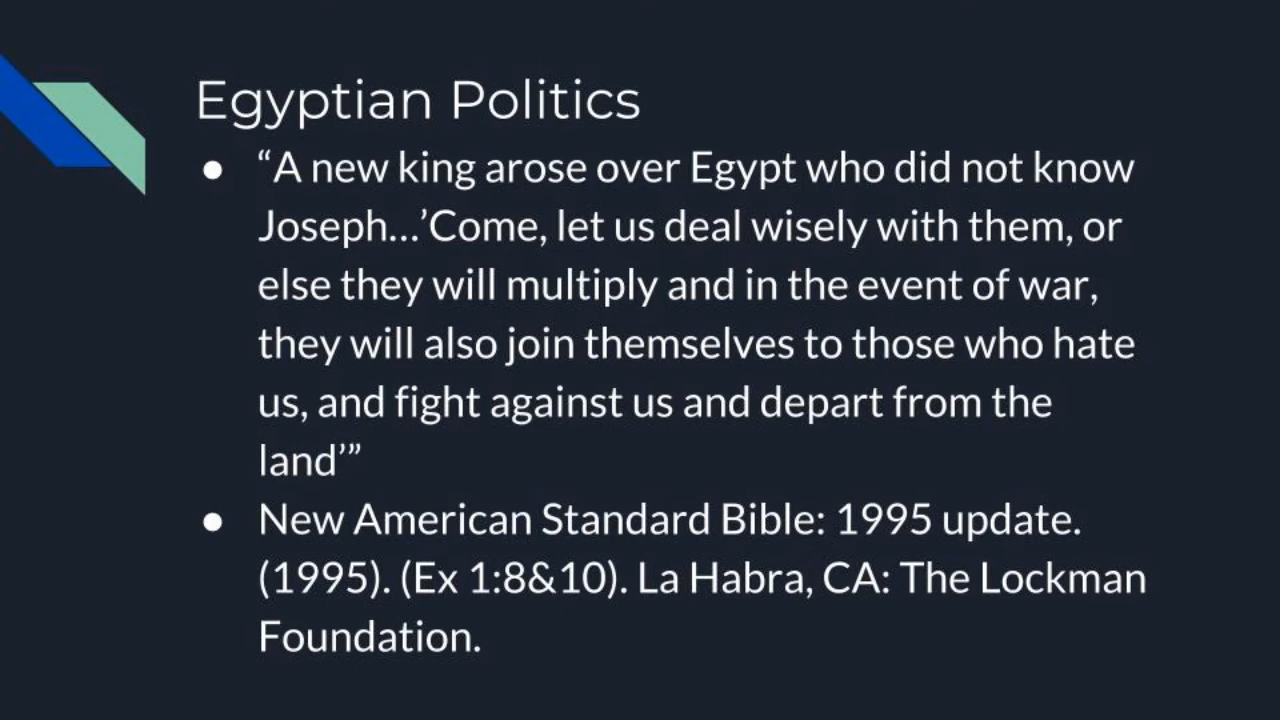 Egyptian Politics
● “A new king arose over Egypt who did not know
Joseph...’Come, let us deal wisely with them, or
else they will multiply and in the event of war,
they will also join themselves to those who hate
us, and fight against us and depart from the
land’”
● New American Standard Bible: 1995 update.
(1995). (Ex 1:8&10). La Habra, CA: The Lockman
Foundation.